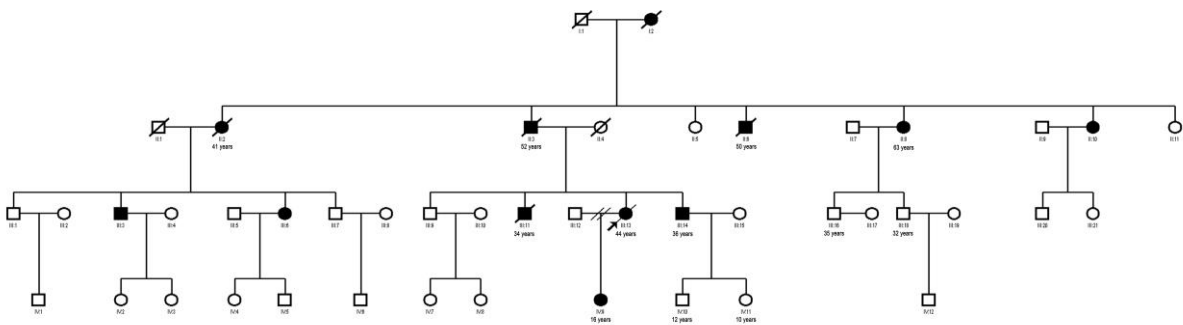 I:1 I:2
II:1 II:2 II:3 II:4 II:5 II:6 II:7 II:8 II:9 II:10 II:11
41 years 52 years 50 years 63 years
III:1 III:2 III:3 III:4 III:5 III:6 III:7 III:8 III:9 III:10 III:11 III:12 III:13 III:14 III:15 III:16 III:17 III:18 III:19 III:20 III:21
34 years 44 years 36 years 35 years 32 years
IV:1 IV:2 IV:3 IV:4 IV:5 IV:6 IV:7 IV:8 IV:9 IV:10 IV:11 IV:12
16 years 12 years 10 years